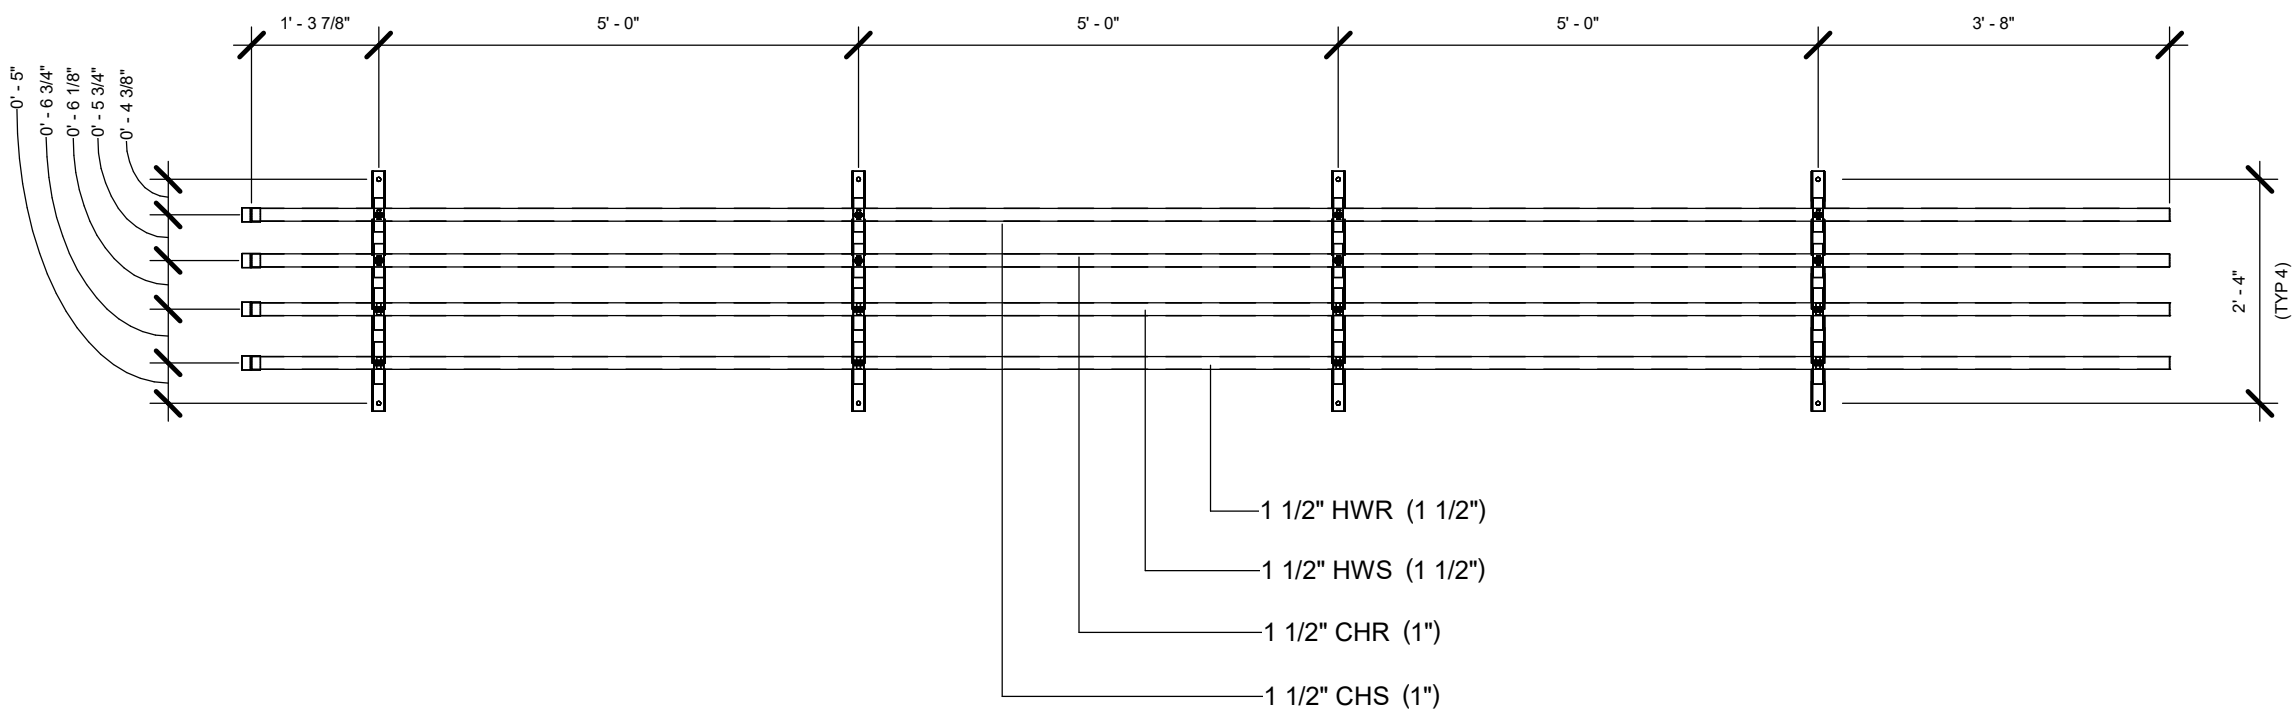 1' - 3 7/8"
5' - 0"
5' - 0"
5' - 0"
3' - 8"
0' - 5"
0' - 6 3/4"
0' - 6 1/8"
0' - 5 3/4"
0' - 4 3/8"
2' - 4"
(TYP 4)
1 1/2" HWR (1 1/2")
1 1/2" HWS (1 1/2")
1 1/2" CHR (1")
1 1/2" CHS (1")